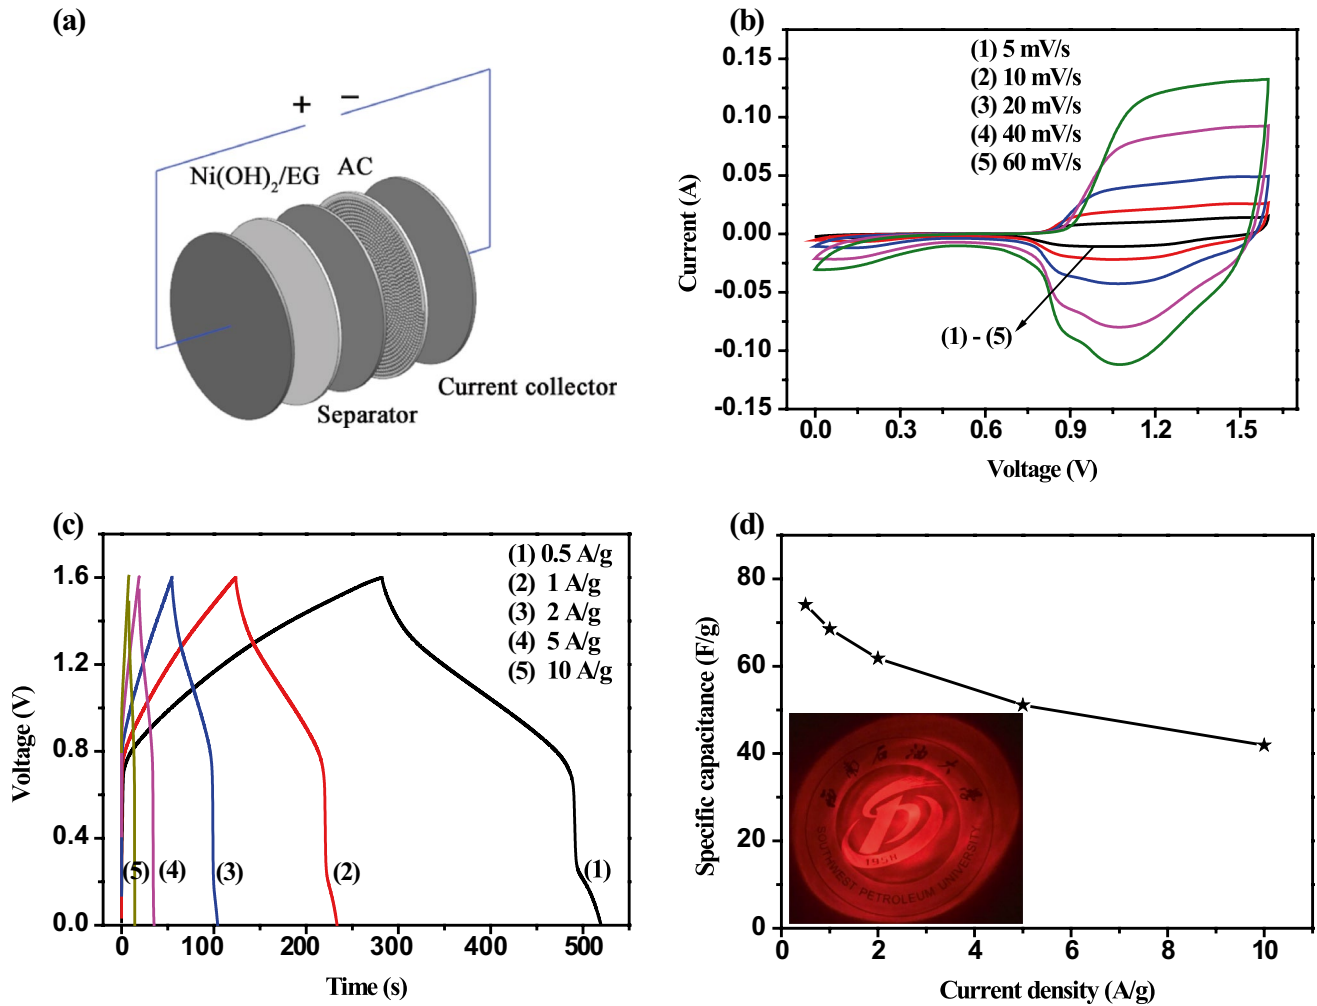 (a)
+ −
Ni(OH)2/EG
AC
Current collector
Separator
(b)
(1) 5 mV/s
(2) 10 mV/s
(3) 20 mV/s
(4) 40 mV/s
(5) 60 mV/s
0.15
0.10
0.05
0.00
-0.05
-0.10
-0.15
Current (A)
(1) - (5)
0.0 0.3 0.6 0.9 1.2 1.5
Voltage (V)
(c)
(1) 0.5 A/g
(2) 1 A/g
(3) 2 A/g
(4) 5 A/g
(5) 10 A/g
1.6
1.2
0.8
0.4
0.0
Voltage (V)
(5) (4) (3) (2) (1)
0 100 200 300 400 500
Time (s)
(d)
80
60
40
20
0
Specific capacitance (F/g)
1958
SOUTHWEST PETROLEUM UNIVERSITY
0 2 4 6 8 10
Current density (A/g)